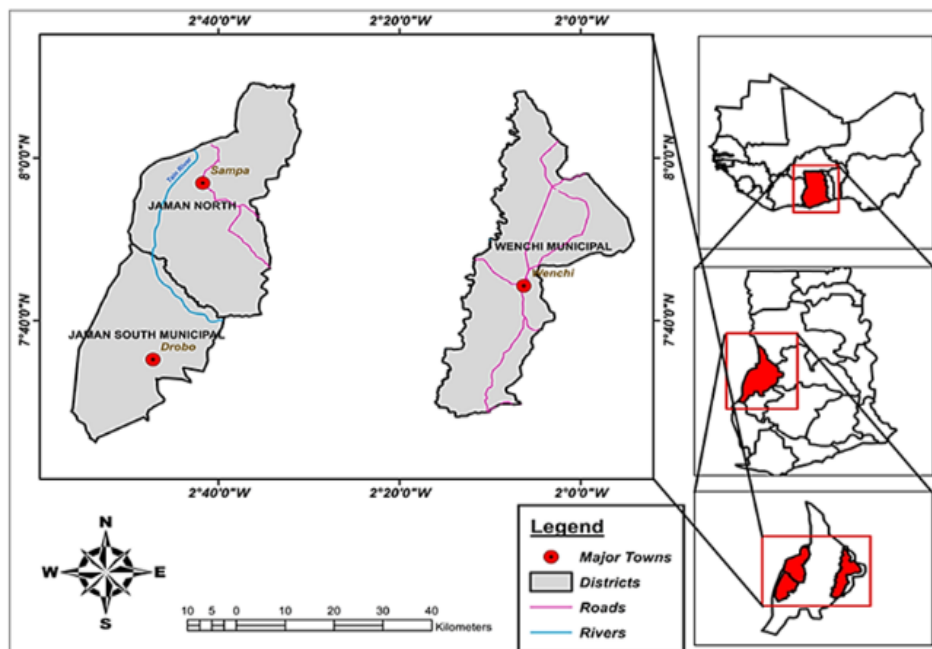 2°40'0"W 2°20'0"W 2°0'0"W
8°0'0"N
7°40'0"N
8°0'0"N
7°40'0"N
Tain River
Sampa
JAMAN NORTH
WENCHI MUNICIPAL
Wenchi
JAMAN SOUTH MUNICIPAL
Drobo
2°40'0"W 2°20'0"W 2°0'0"W
N
W E
S
10 5 0 10 20 30 40
Kilometers
Legend
Major Towns
Districts
Roads
Rivers